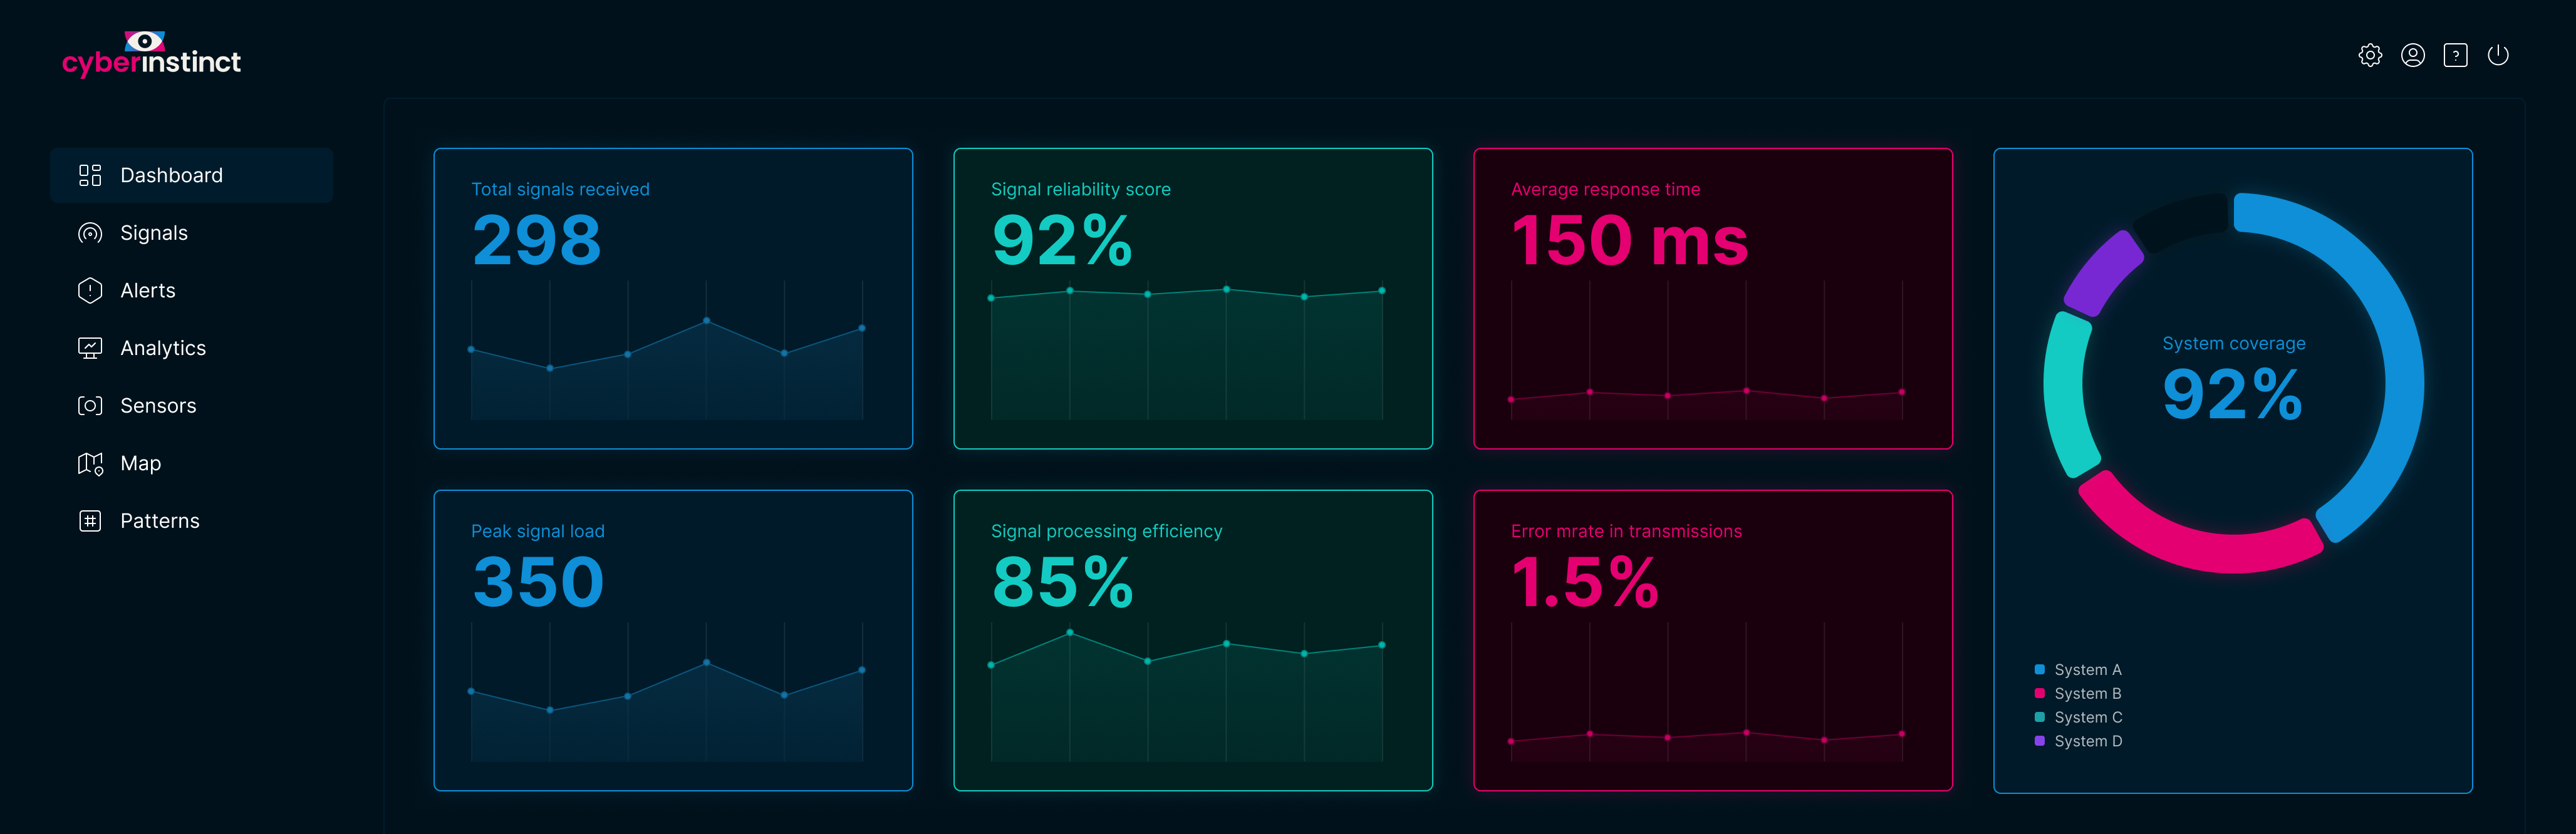 cyberinstinct
Dashboard
Signals
Alerts
Analytics
Sensors
Map
Patterns
Total signals received
298
Signal reliability score
92%
Average response time
150 ms
System coverage
92%
Peak signal load
350
Signal processing efficiency
85%
Error mrate in transmissions
1.5%
System A
System B
System C
System D